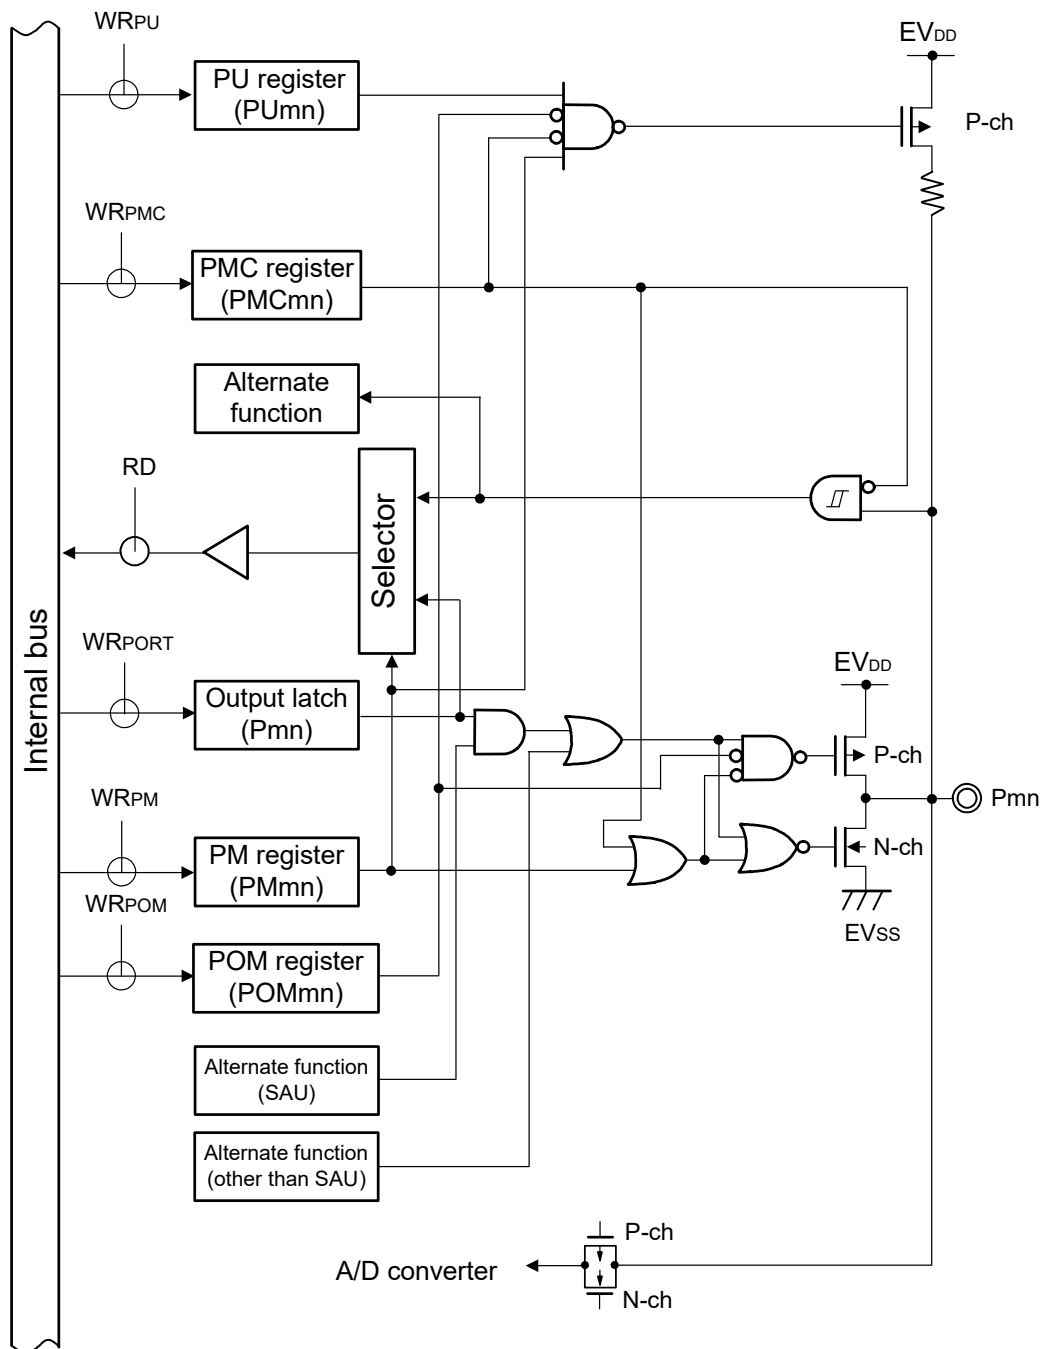 WRPU
EVDD
PU register
(PUmn)
P-ch
WRPMC
PMC register
(PMCmn)
Alternate
function
RD
Selector
Internal bus
WRPORT
EVDD
Output latch
(Pmn)
P-ch
WRPM
Pmn
PM register
(PMmn)
N-ch
WRPOM
EVSS
POM register
(POMmn)
Alternate function
(SAU)
Alternate function
(other than SAU)
P-ch
A/D converter
N-ch